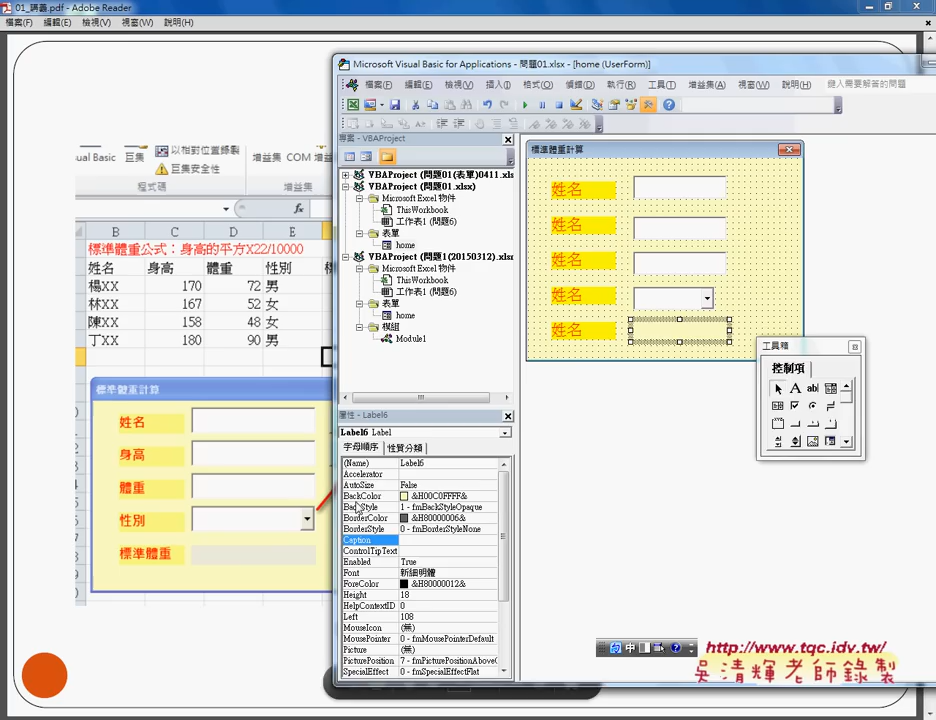 01_講義.pdf - Adobe Reader
檔案(F) 編輯(E) 檢視(V) 視窗(W) 說明(H)
Microsoft Visual Basic for Applications - 問題01.xlsx - [home (UserForm)]
檔案(F) 編輯(E) 檢視(V) 插入(I) 格式(O) 偵錯(D) 執行(R) 工具(T) 增益集(A) 視窗(W) 說明(H) 鍵入需要解答的問題
專案 - VBAProject
VBAProject (問題01(表單)0411.xls
VBAProject (問題01.xlsx)
Microsoft Excel 物件
ThisWorkbook
工作表1 (問題6)
表單
home
VBAProject (問題1(20150312).xlsx
Microsoft Excel 物件
ThisWorkbook
工作表1 (問題6)
表單
home
模組
Module1
屬性 - Label6
Label6 Label
字母順序 性質分類
(Name) Label6
Accelerator
AutoSize False
BackColor &H00C0FFFF&
BackStyle 1 - fmBackStyleOpaque
BorderColor &H80000006&
BorderStyle 0 - fmBorderStyleNone
Caption
ControlTipText
Enabled True
Font 新細明體
ForeColor &H80000012&
Height 18
HelpContextID 0
Left 108
MouseIcon (無)
MousePointer 0 - fmMousePointerDefault
Picture (無)
PicturePosition 7 - fmPicturePositionAboveC
SpecialEffect 0 - fmSpecialEffectFlat
標準體重計算
姓名
姓名
姓名
姓名
姓名
工具箱
控制項
A abl
ual Basic 巨集 以相對位置錄製 增益集 COM 增益
巨集安全性
程式碼 增益集
fx
B C D E
標準體重公式：身高的平方X22/10000
姓名 身高 體重 性別
楊XX 170 72 男
林XX 167 52 女
陳XX 158 48 女
丁XX 180 90 男
標準體重計算
姓名
身高
體重
性別
標準體重
中
http://www.tqc.idv.tw/
吳清輝老師錄製